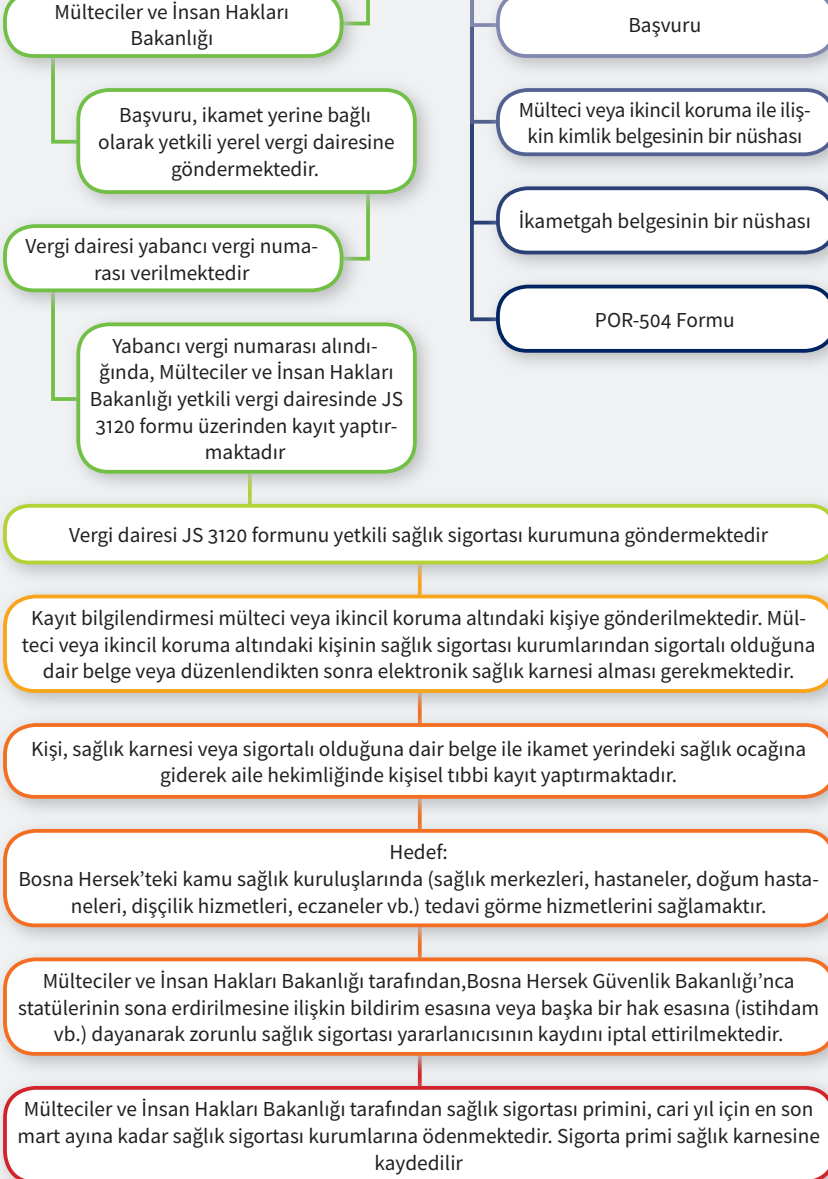 Mülteciler ve İnsan Hakları
Bakanlığı
Başvuru, ikamet yerine bağlı
olarak yetkili yerel vergi dairesine
göndermektedir.
Vergi dairesi yabancı vergi numa-
rası verilmektedir
Yabancı vergi numarası alındı-
ğında, Mülteciler ve İnsan Hakları
Bakanlığı yetkili vergi dairesinde JS
3120 formu üzerinden kayıt yaptır-
maktadır
Başvuru
Mülteci veya ikincil koruma ile iliş-
kin kimlik belgesinin bir nüshası
İkametgah belgesinin bir nüshası
POR-504 Formu
Vergi dairesi JS 3120 formunu yetkili sağlık sigortası kurumuna göndermektedir
Kayıt bilgilendirmesi mülteci veya ikincil koruma altındaki kişiye gönderilmektedir. Mül-
teci veya ikincil koruma altındaki kişinin sağlık sigortası kurumlarından sigortalı olduğuna
dair belge veya düzenlendikten sonra elektronik sağlık karnesi alması gerekmektedir.
Kişi, sağlık karnesi veya sigortalı olduğuna dair belge ile ikamet yerindeki sağlık ocağına
giderek aile hekimliğinde kişisel tıbbi kayıt yaptırmaktadır.
Hedef:
Bosna Hersek’teki kamu sağlık kuruluşlarında (sağlık merkezleri, hastaneler, doğum hasta-
neleri, dişçilik hizmetleri, eczaneler vb.) tedavi görme hizmetlerini sağlamaktır.
Mülteciler ve İnsan Hakları Bakanlığı tarafından,Bosna Hersek Güvenlik Bakanlığı’nca
statülerinin sona erdirilmesine ilişkin bildirim esasına veya başka bir hak esasına (istihdam
vb.) dayanarak zorunlu sağlık sigortası yararlanıcısının kaydını iptal ettirilmektedir.
Mülteciler ve İnsan Hakları Bakanlığı tarafından sağlık sigortası primini, cari yıl için en son
mart ayına kadar sağlık sigortası kurumlarına ödenmektedir. Sigorta primi sağlık karnesine
kaydedilir